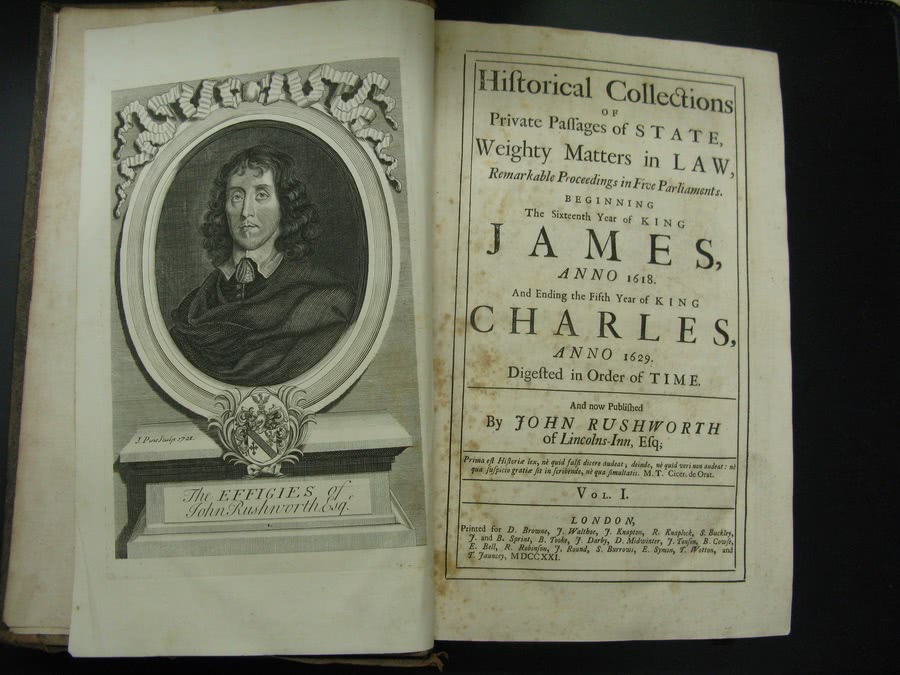 J. Pine Sculp. 1721.
The EFFIGIES of
John Rushworth Esqr.
1.
Hiſtorical Collections
OF
Private Paſſages of STATE,
Weighty Matters in LAW,
Remarkable Proceedings in Five Parliaments.
BEGINNING
The Sixteenth Year of KING
JAMES,
ANNO 1618.
And Ending the Fifth Year of KING
CHARLES,
ANNO 1629.
Digeſted in Order of TIME.
And now Publiſhed
By JOHN RUSHWORTH
of Lincolns-Inn, Eſq;
Prima eſt Hiſtoriæ lex, nè quid falſi dicere audeat; deinde, nè quid veri non audeat: nè
qua ſuſpicio gratiæ ſit in ſcribendo, nè qua ſimultatis. M. T. Cicer. de Orat.
VOL. I.
LONDON,
Printed for D. Browne, J. Walthoe, J. Knapton, R. Knaplock, S. Buckley,
J. and B. Sprint, B. Tooke, J. Darby, D. Midwinter, J. Tonſon, B. Cowſe,
E. Bell, R. Robinſon, J. Round, S. Burrows, E. Symon, T. Wotton, and
T. Jauncey, MDCCXXI.